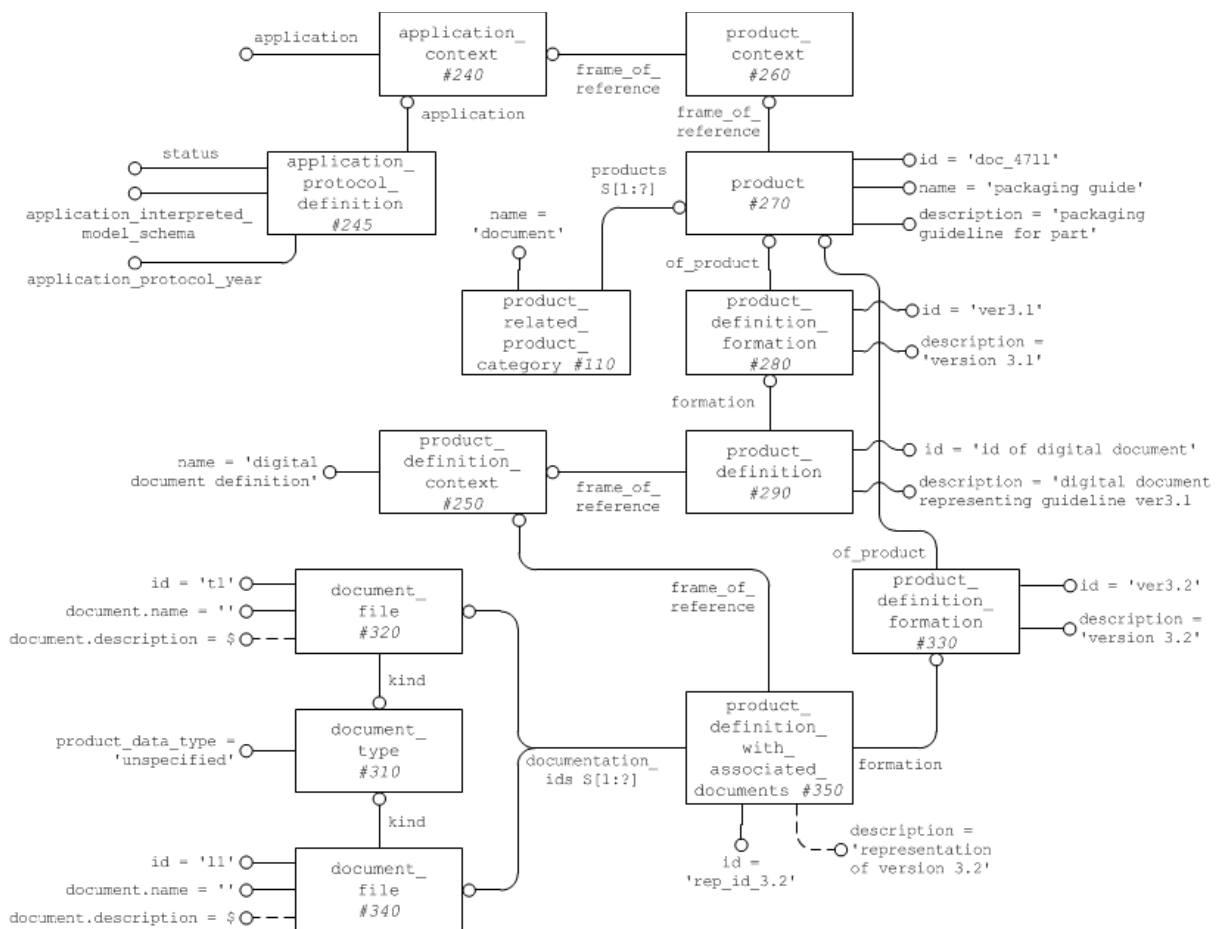 application
application_
context
#240
frame_of_
reference
product_
context
#260
application
frame_of_
reference
status
application_interpreted_
model_schema
application_protocol_year
application_
protocol_
definition
#245
products
S[1:?]
product
#270
id = 'doc_4711'
name = 'packaging guide'
description = 'packaging
guideline for part'
name =
'document'
of_product
product_
related_
product_
category #110
product_
definition_
formation
#280
id = 'ver3.1'
description =
'version 3.1'
formation
name = 'digital
document definition'
product_
definition_
context
#250
frame_of_
reference
product_
definition
#290
id = 'id of digital document'
description = 'digital document
representing guideline ver3.1
of_product
id = 't1'
document.name = ''
document.description = $
document_
file
#320
frame_of_
reference
product_
definition_
formation
#330
id = 'ver3.2'
description =
'version 3.2'
kind
product_data_type =
'unspecified'
document_
type
#310
documentation_
ids S[1:?]
product_
definition_
with_
associated_
documents #350
formation
kind
id = 'l1'
document.name = ''
document.description = $
document_
file
#340
id =
'rep_id_3.2'
description =
'representation
of version 3.2'